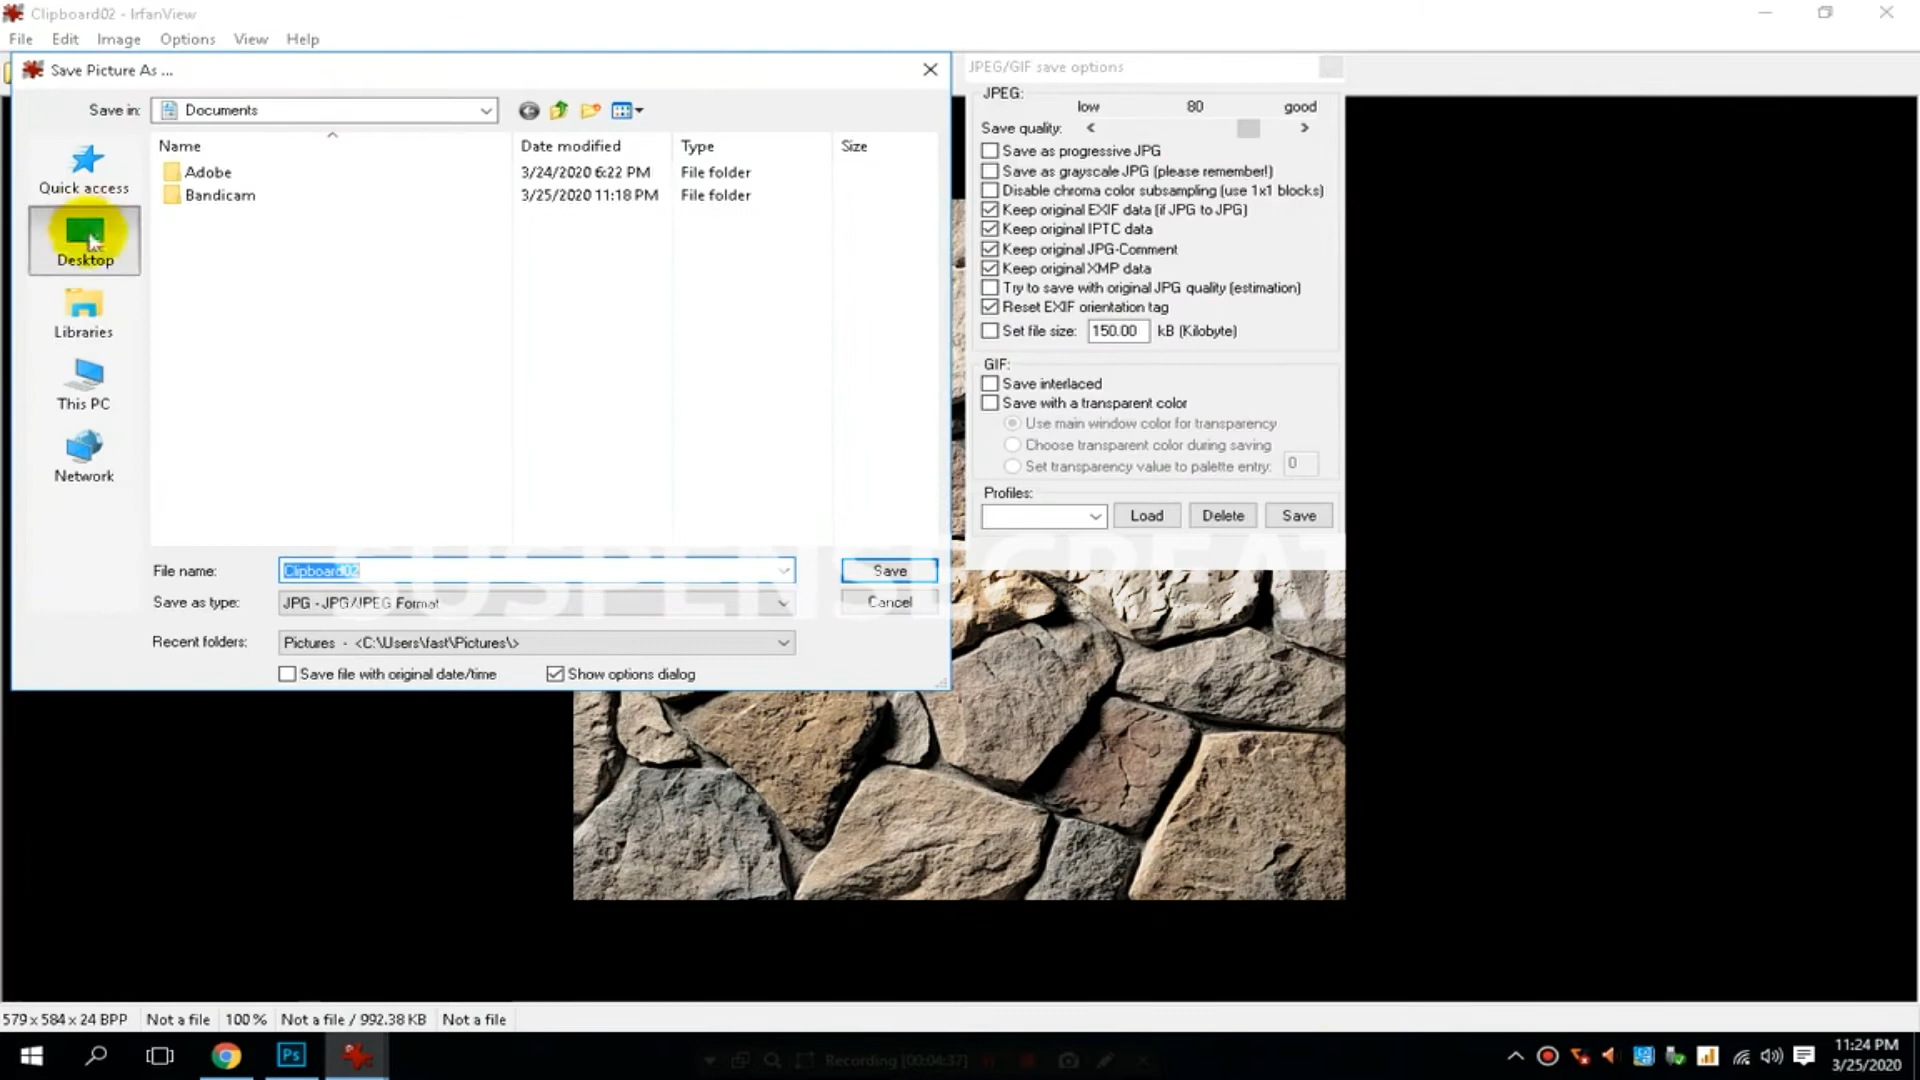 Clipboard02 - IrfanView
File Edit Image Options View Help
Save Picture As ...
Save in: Documents
Name Date modified Type Size
Adobe 3/24/2020 6:22 PM File folder
Bandicam 3/25/2020 11:18 PM File folder
Quick access
Desktop
Libraries
This PC
Network
File name: Clipboard02 Save
Save as type: JPG - JPG/JPEG Format Cancel
Recent folders: Pictures - <C:\Users\fast\Pictures\>
Save file with original date/time Show options dialog
JPEG/GIF save options
JPEG:
low 80 good
Save quality: < >
Save as progressive JPG
Save as grayscale JPG (please remember!)
Disable chroma color subsampling (use 1x1 blocks)
Keep original EXIF data (if JPG to JPG)
Keep original IPTC data
Keep original JPG-Comment
Keep original XMP data
Try to save with original JPG quality (estimation)
Reset EXIF orientation tag
Set file size: 150.00 kB (Kilobyte)
GIF:
Save interlaced
Save with a transparent color
Use main window color for transparency
Choose transparent color during saving
Set transparency value to palette entry: 0
Profiles:
Load Delete Save
SUSPENSECREAT
579 x 584 x 24 BPP Not a file 100 % Not a file / 992.38 KB Not a file
Ps
Recording [00:04:37]
11:24 PM
3/25/2020